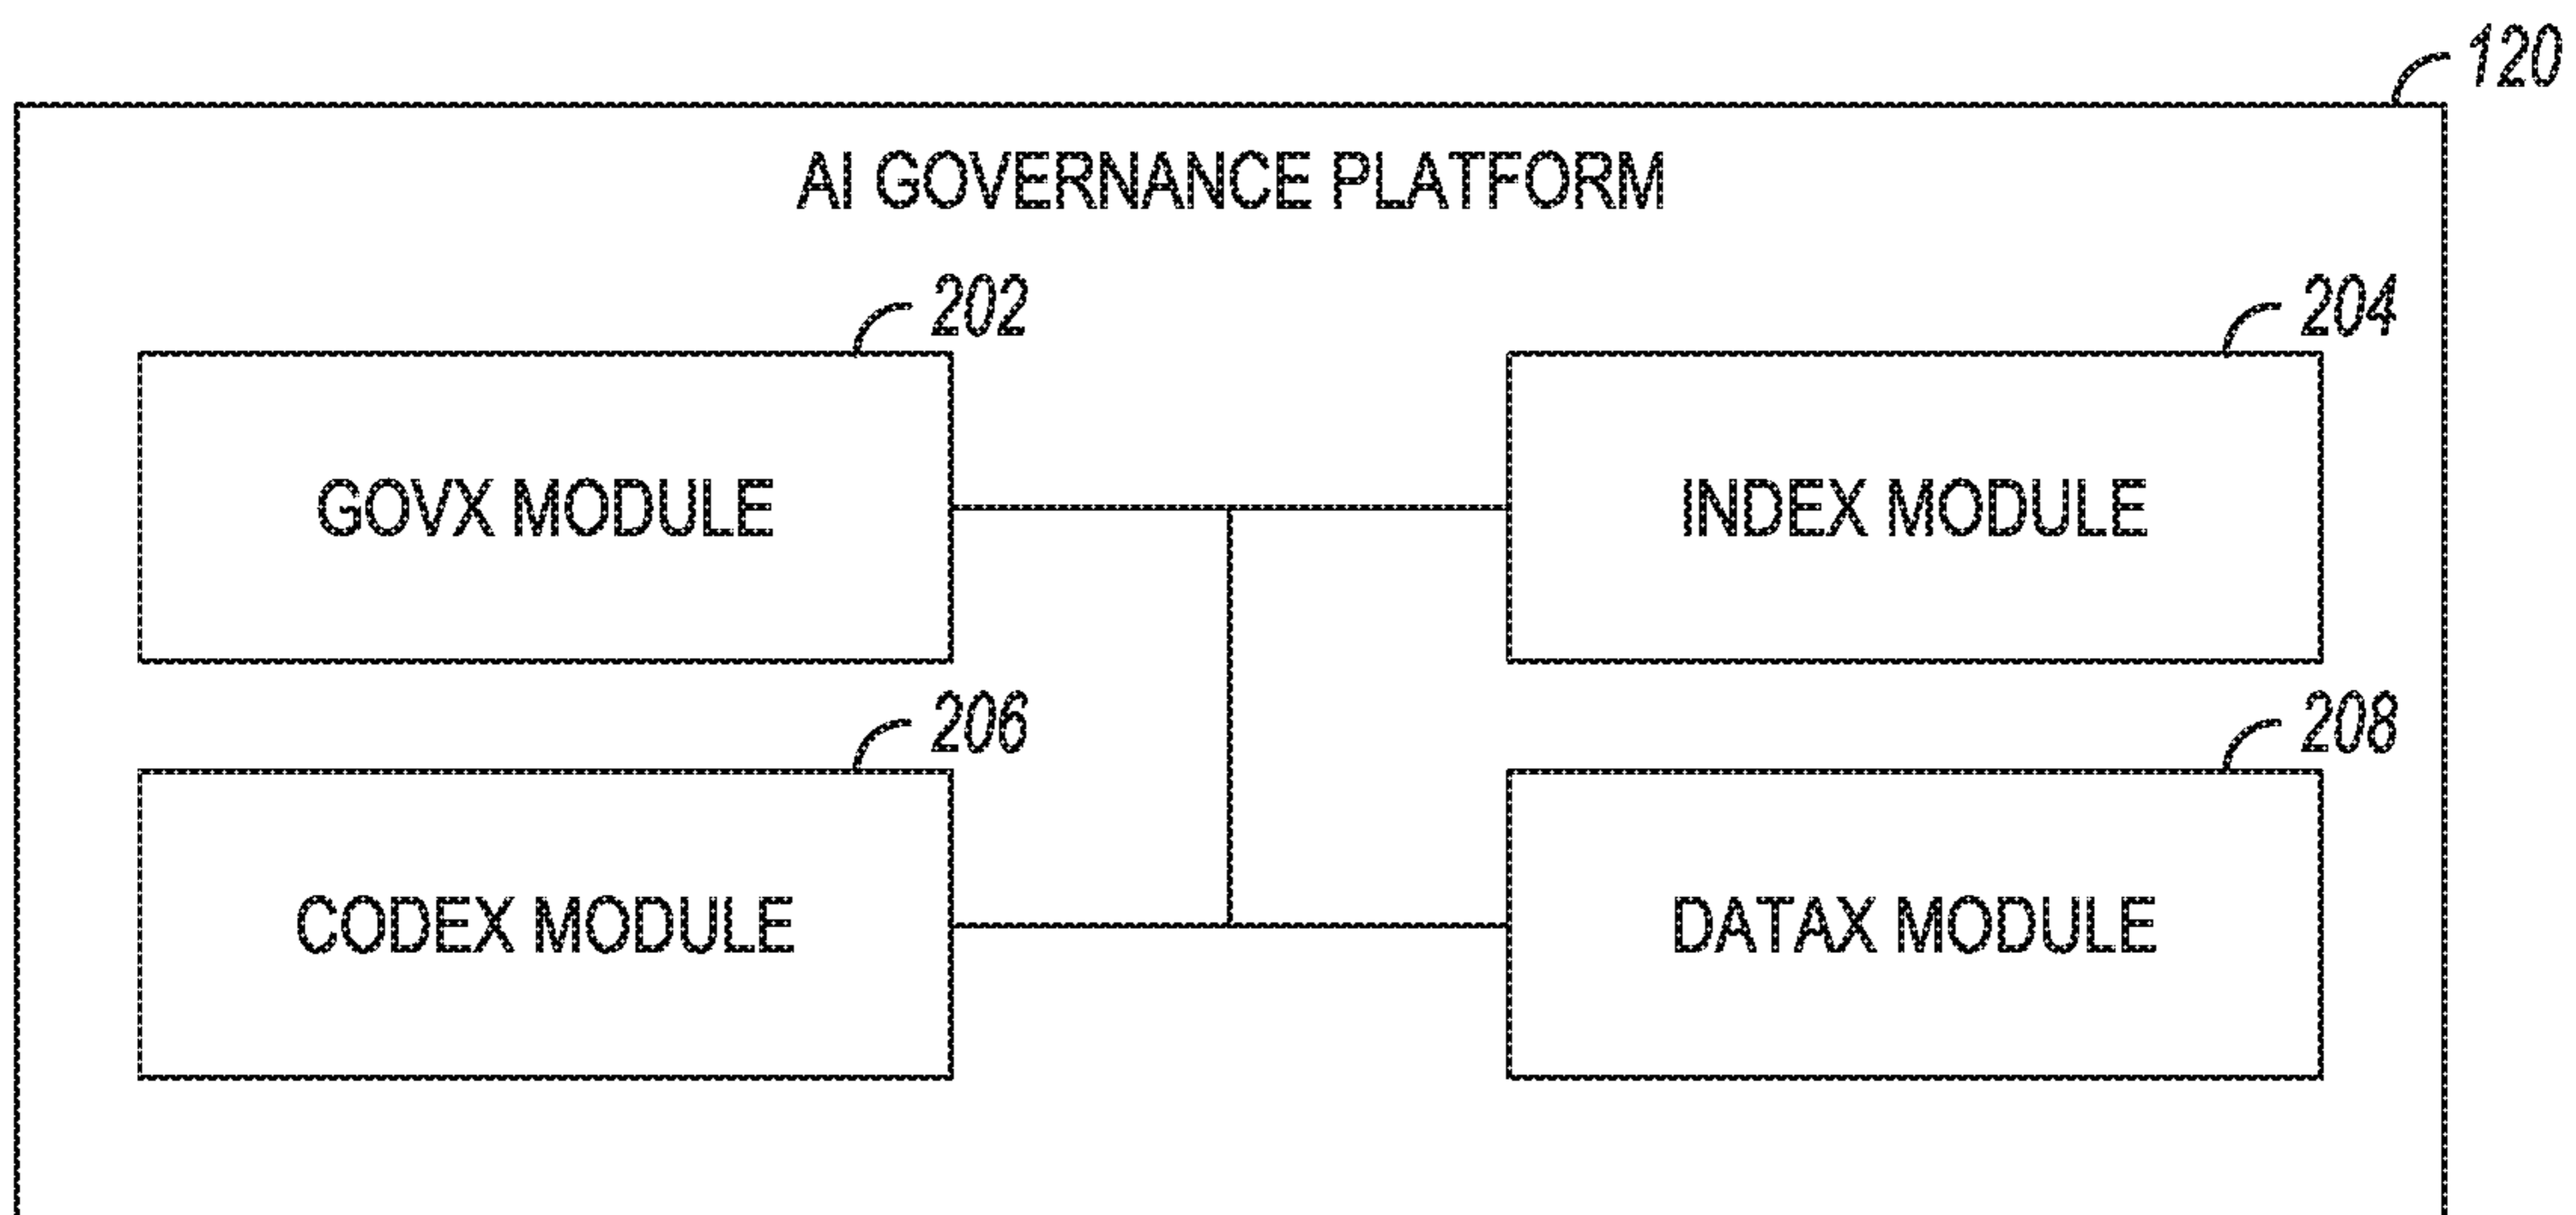 120
AI GOVERNANCE PLATFORM
202
204
GOVX MODULE
INDEX MODULE
206
208
CODEX MODULE
DATAX MODULE